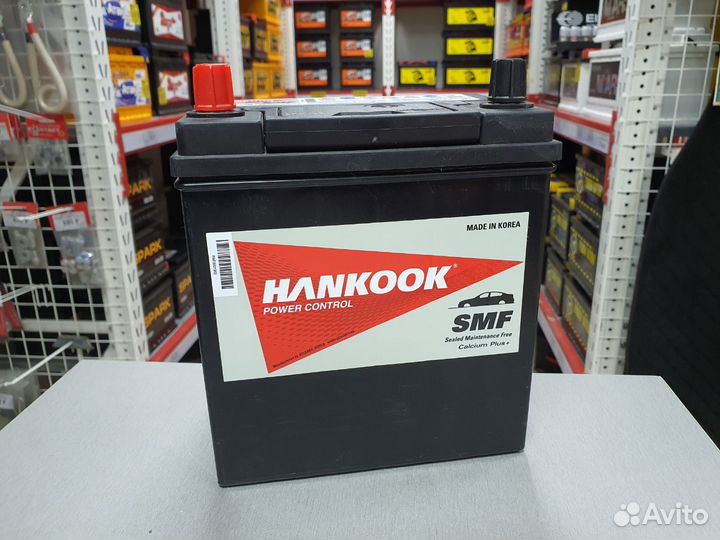 MADE IN KOREA
HANKOOK
POWER CONTROL
SMF
Sealed Maintenance Free
Calcium Plus+
SPARK
SPARK
SPARK
Avito